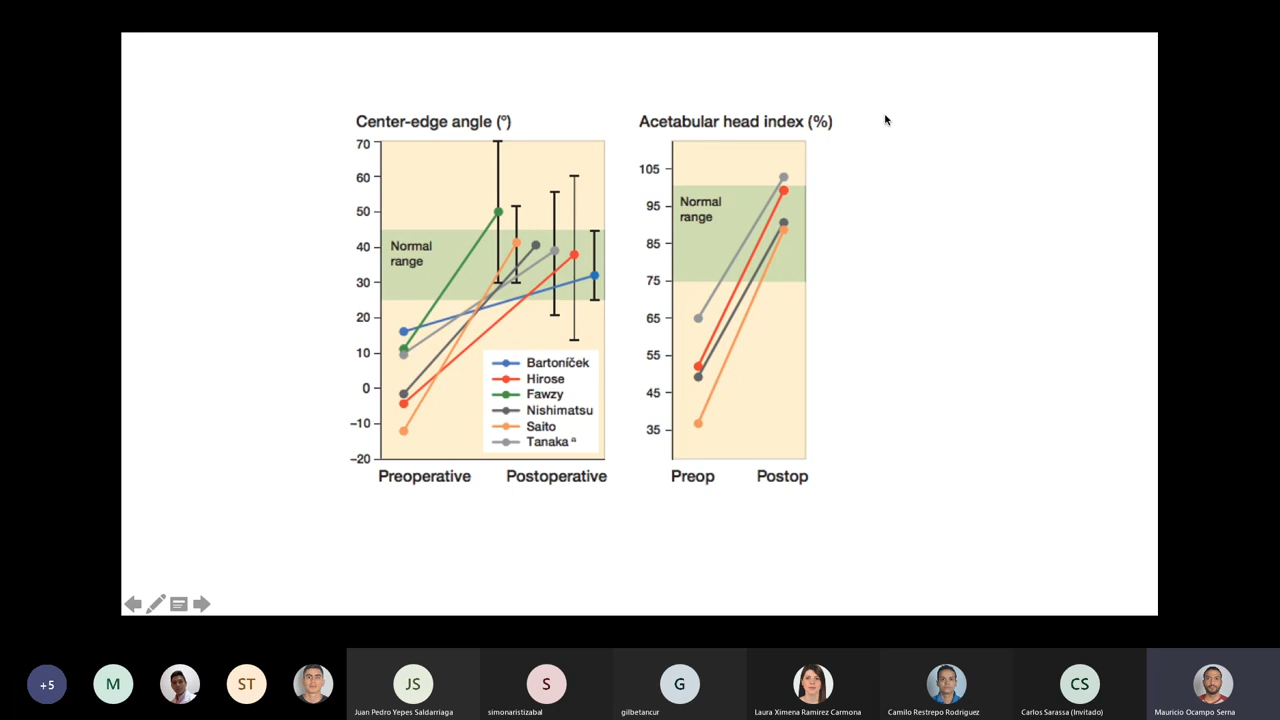 Center-edge angle (°)
70
60
50
40
30
20
10
0
–10
–20
Normal
range
Bartoníček
Hirose
Fawzy
Nishimatsu
Saito
Tanaka ª
Preoperative
Postoperative
Acetabular head index (%)
105
95
85
75
65
55
45
35
Normal
range
Preop
Postop
+5
M
ST
JS
Juan Pedro Yepes Saldarriaga
S
simonaristizabal
G
gilbetancur
Laura Ximena Ramirez Carmona
Camilo Restrepo Rodriguez
CS
Carlos Sarassa (Invitado)
Mauricio Ocampo Serna